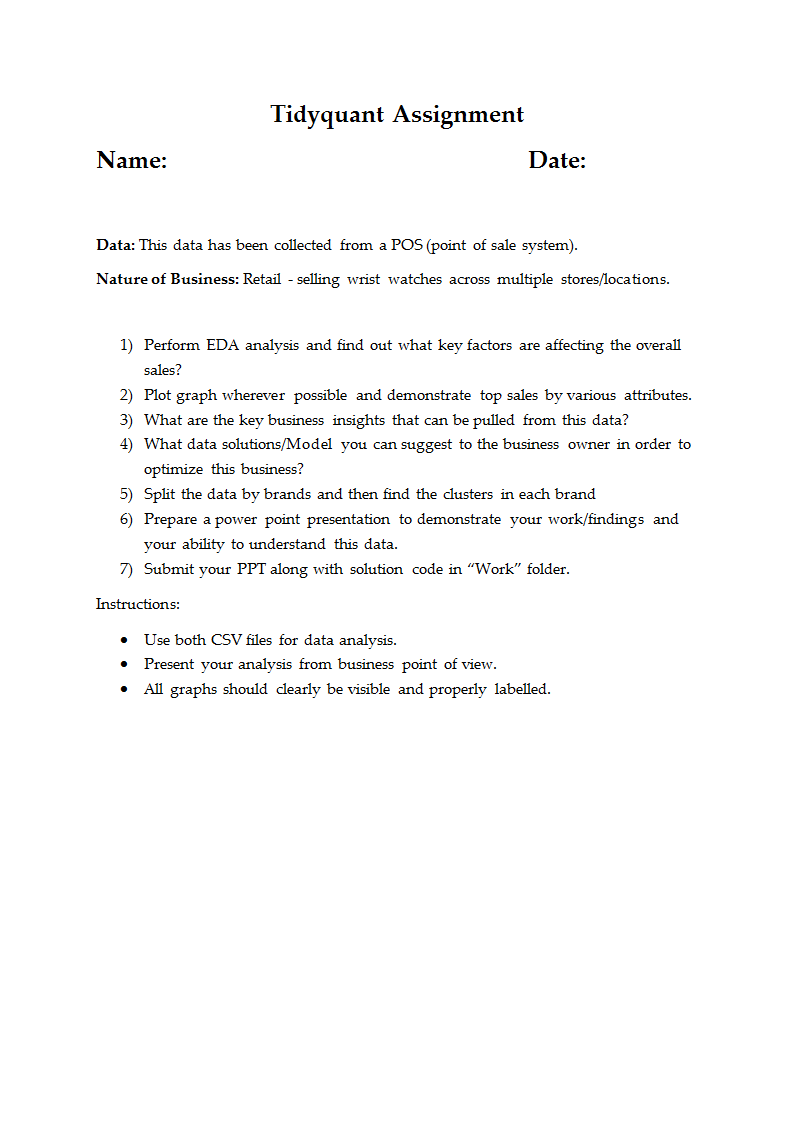 Tidyquant Assignment
Name: Date:
Data: This data has been collected from a POS (point of sale system).
Nature of Business: Retail - selling wrist watches across multiple stores/locations.
1) Perform EDA analysis and find out what key factors are affecting the overall
sales?
2) Plot graph wherever possible and demonstrate top sales by various attributes.
3) What are the key business insights that can be pulled from this data?
4) What data solutions/Model you can suggest to the business owner in order to
optimize this business?
5) Split the data by brands and then find the clusters in each brand
6) Prepare a power point presentation to demonstrate your work/findings and
your ability to understand this data.
7) Submit your PPT along with solution code in “Work” folder.
Instructions:
• Use both CSV files for data analysis.
• Present your analysis from business point of view.
• All graphs should clearly be visible and properly labelled.